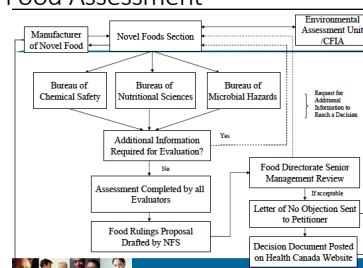 Food Assessment
Manufacturer
of Novel Food
Novel Foods Section
Environmental
Assessment Unit
/CFIA
Bureau of
Chemical Safety
Bureau of
Nutritional Sciences
Bureau of
Microbial Hazards
Request for
Additional
Information to
Reach a Decision
Additional Information
Required for Evaluation?
Yes
No
Food Directorate Senior
Management Review
Assessment Completed by all
Evaluators
If acceptable
Letter of No Objection Sent
to Petitioner
Food Rulings Proposal
Drafted by NFS
Decision Document Posted
on Health Canada Website